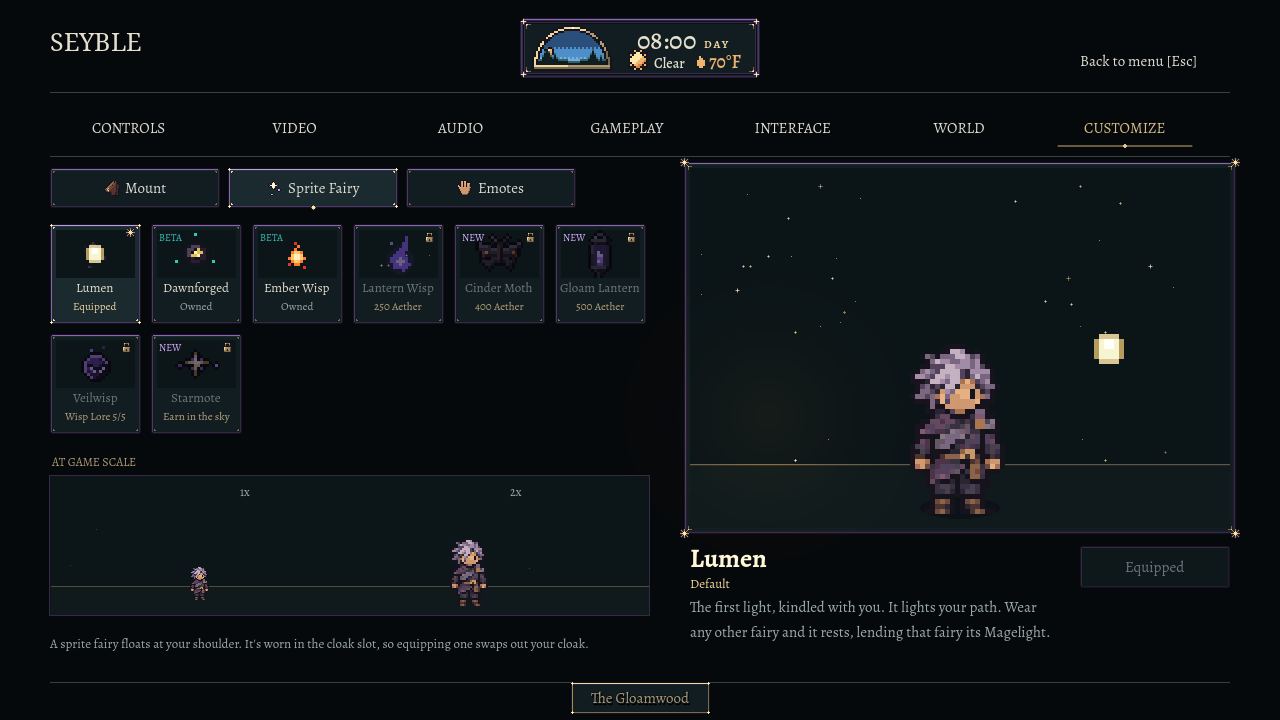 SEYBLE
08:00 DAY
Clear 70°F
Back to menu [Esc]
CONTROLS VIDEO AUDIO GAMEPLAY INTERFACE WORLD CUSTOMIZE
Mount Sprite Fairy Emotes
BETA BETA NEW NEW
Lumen Dawnforged Ember Wisp Lantern Wisp Cinder Moth Gloam Lantern
Equipped Owned Owned 250 Aether 400 Aether 500 Aether
NEW
Veilwisp Starmote
Wisp Lore 5/5 Earn in the sky
AT GAME SCALE
1x 2x
A sprite fairy floats at your shoulder. It's worn in the cloak slot, so equipping one swaps out your cloak.
Lumen
Default
Equipped
The first light, kindled with you. It lights your path. Wear
any other fairy and it rests, lending that fairy its Magelight.
The Gloamwood